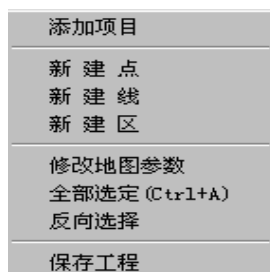 添加项目
新 建 点
新 建 线
新 建 区
修改地图参数
全部选定(Ctrl+A)
反向选择
保存工程